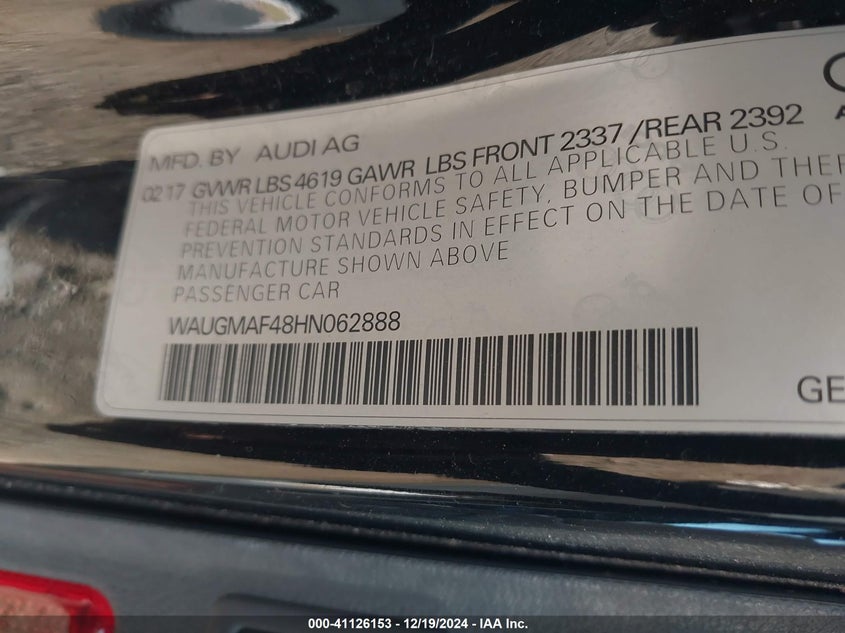 MFD. BY AUDI AG
02 17 GVWR LBS 4619 GAWR LBS FRONT 2337 /REAR 2392
THIS VEHICLE CONFORMS TO ALL APPLICABLE U.S.
FEDERAL MOTOR VEHICLE SAFETY, BUMPER AND THEF
PREVENTION STANDARDS IN EFFECT ON THE DATE OF
MANUFACTURE SHOWN ABOVE
PASSENGER CAR
WAUGMAF48HN062888
GE
000-41126153 - 12/19/2024 - IAA Inc.